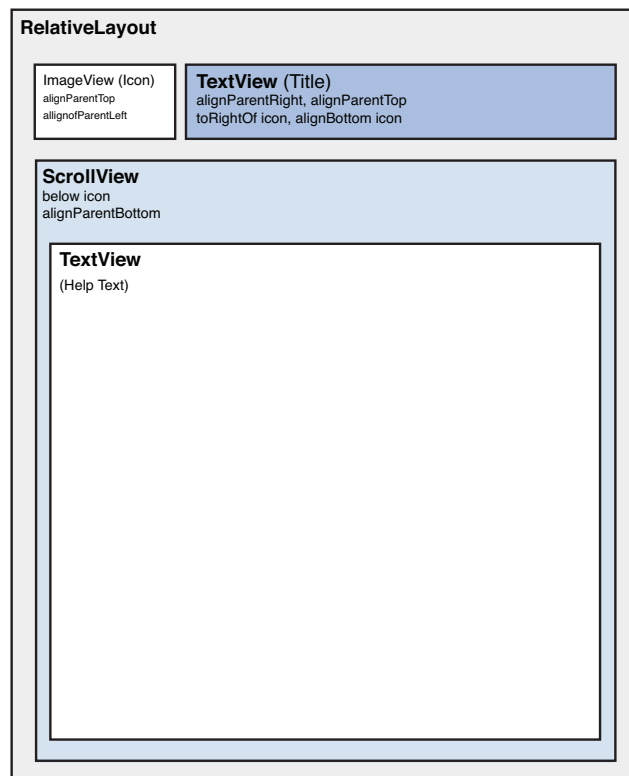 RelativeLayout
ImageView (Icon)
alignParentTop
allignofParentLeft
TextView (Title)
alignParentRight, alignParentTop
toRightOf icon, alignBottom icon
ScrollView
below icon
alignParentBottom
TextView
(Help Text)